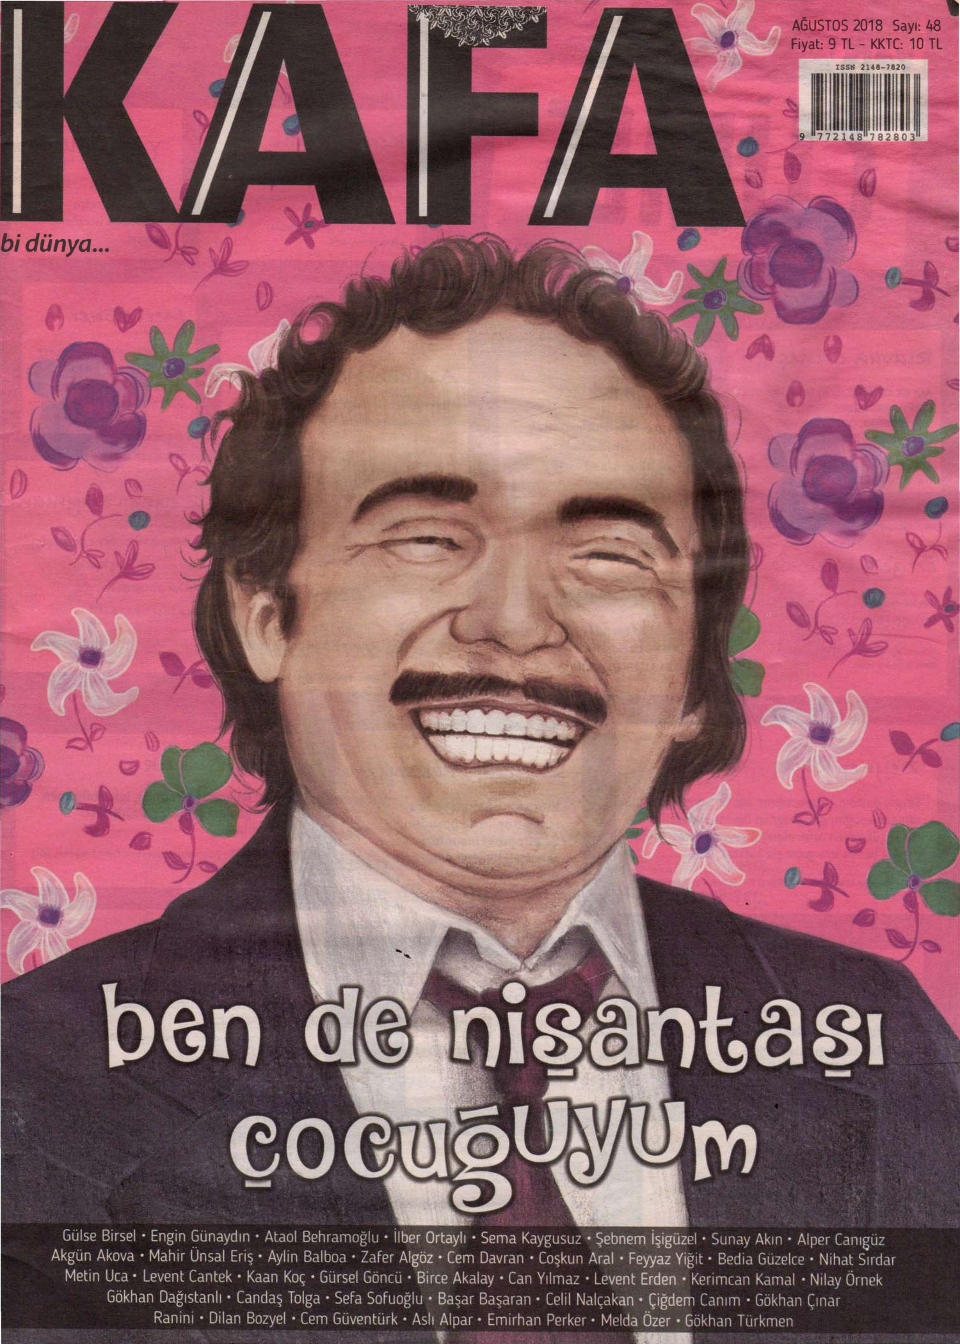 KAFA
AĞUSTOS 2018 Sayı: 48
Fiyat: 9 TL - KKTC: 10 TL
ISSN 2148-7820
9 772148 782803
bi dünya...
ben de nişantaşı
çocuğuyum
Gülse Birsel • Engin Günaydın • Ataol Behramoğlu • İlber Ortaylı • Sema Kaygusuz • Şebnem İşigüzel • Sunay Akın • Alper Canıgüz
Akgün Akova • Mahir Ünsal Eriş • Aylin Balboa • Zafer Algöz • Cem Davran • Coşkun Aral • Feyyaz Yiğit • Bedia Güzelce • Nihat Sırdar
Metin Uca • Levent Cantek • Kaan Koç • Gürsel Göncü • Birce Akalay • Can Yılmaz • Levent Erden • Kerimcan Kamal • Nilay Örnek
Gökhan Dağıstanlı • Candaş Tolga • Sefa Sofuoğlu • Başar Başaran • Celil Nalçakan • Çiğdem Canım • Gökhan Çınar
Ranini • Dilan Bozyel • Cem Güventürk • Aslı Alpar • Emirhan Perker • Melda Özer • Gökhan Türkmen